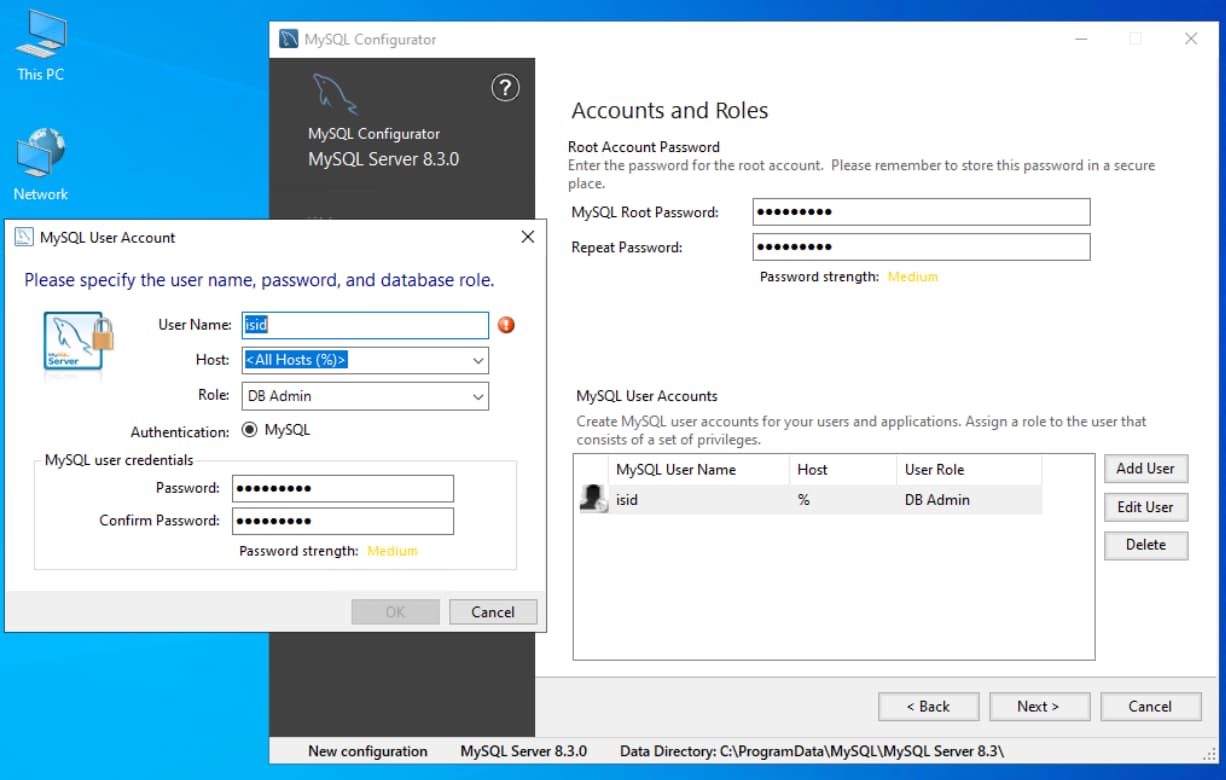 This PC
Network
MySQL Configurator
MySQL Configurator
MySQL Server 8.3.0
?
Accounts and Roles
Root Account Password
Enter the password for the root account.  Please remember to store this password in a secure
place.
MySQL Root Password: •••••••••
Repeat Password: •••••••••
Password strength: Medium
MySQL User Accounts
Create MySQL user accounts for your users and applications. Assign a role to the user that
consists of a set of privileges.
MySQL User Name Host User Role
isid % DB Admin
Add User
Edit User
Delete
< Back Next > Cancel
New configuration MySQL Server 8.3.0 Data Directory: C:\ProgramData\MySQL\MySQL Server 8.3\
MySQL User Account
Please specify the user name, password, and database role.
MySQL
Server
User Name: isid
Host: <All Hosts (%)>
Role: DB Admin
Authentication: MySQL
MySQL user credentials
Password: •••••••••
Confirm Password: •••••••••
Password strength: Medium
OK Cancel